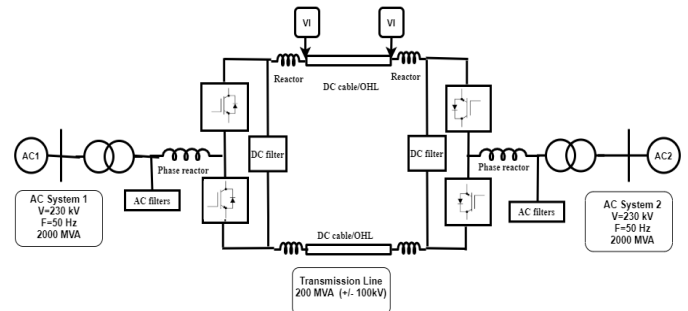 VI
VI
Reactor
DC cable/OHL
Reactor
AC1
Phase reactor
DC filter
DC filter
Phase reactor
AC2
AC filters
AC filters
AC System 1
V=230 kV
F=50 Hz
2000 MVA
AC System 2
V=230 kV
F=50 Hz
2000 MVA
DC cable/OHL
Transmission Line
200 MVA (+/- 100kV)